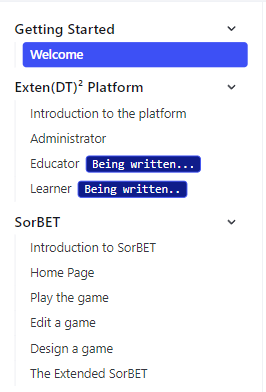 Getting Started
Welcome
Exten(DT)² Platform
Introduction to the platform
Administrator
Educator Being written...
Learner Being written..
SorBET
Introduction to SorBET
Home Page
Play the game
Edit a game
Design a game
The Extended SorBET